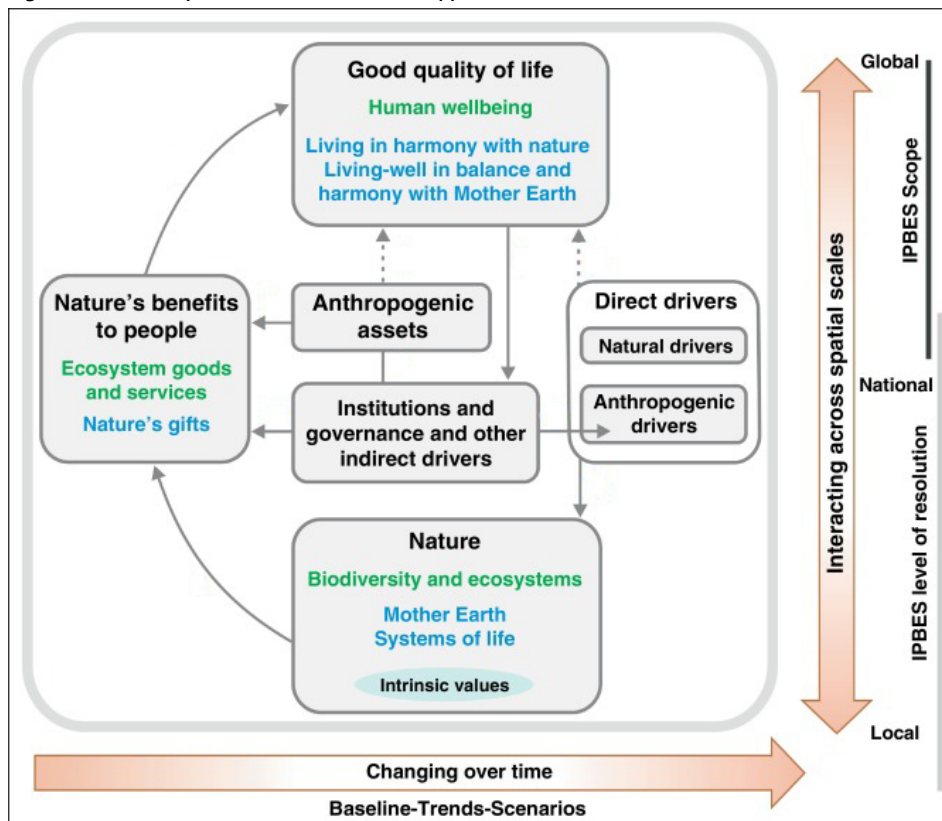 Good quality of life
Human wellbeing
Living in harmony with nature
Living-well in balance and
harmony with Mother Earth
Nature's benefits
to people
Ecosystem goods
and services
Nature's gifts
Anthropogenic
assets
Direct drivers
Natural drivers
Anthropogenic
drivers
Institutions and
governance and other
indirect drivers
Nature
Biodiversity and ecosystems
Mother Earth
Systems of life
Intrinsic values
Changing over time
Baseline-Trends-Scenarios
Interacting across spatial scales
Global
National
Local
IPBES Scope
IPBES level of resolution